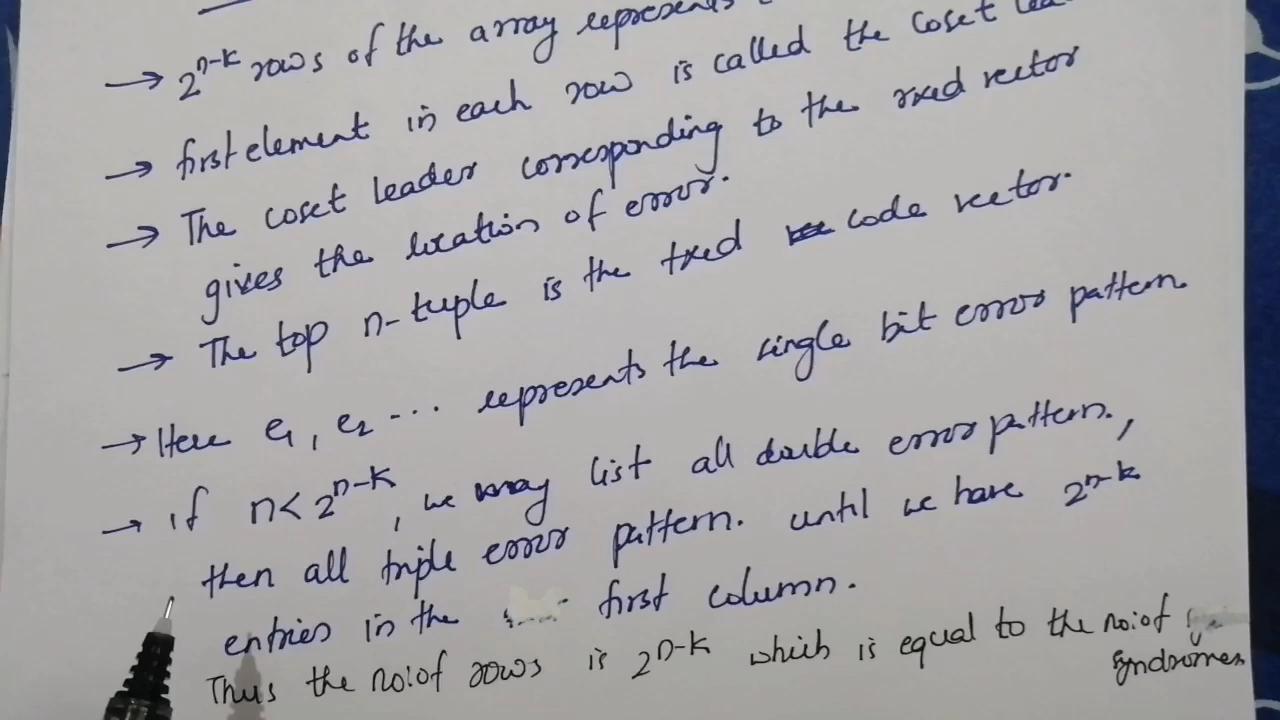 → 2^{n-k} rows of the array represents
→ first element in each row is called the coset
→ The coset leader corresponding to the rxed vector
gives the location of error.
→ The top n-tuple is the txed code vector.
→ Here e1, e2 ... represents the single bit error pattern.
→ if n < 2^{n-k}, we may list all double error pattern.,
then all triple error pattern. until we have 2^{n-k}
entries in the first column.
Thus the no: of rows is 2^{n-k} which is equal to the no: of
syndromes